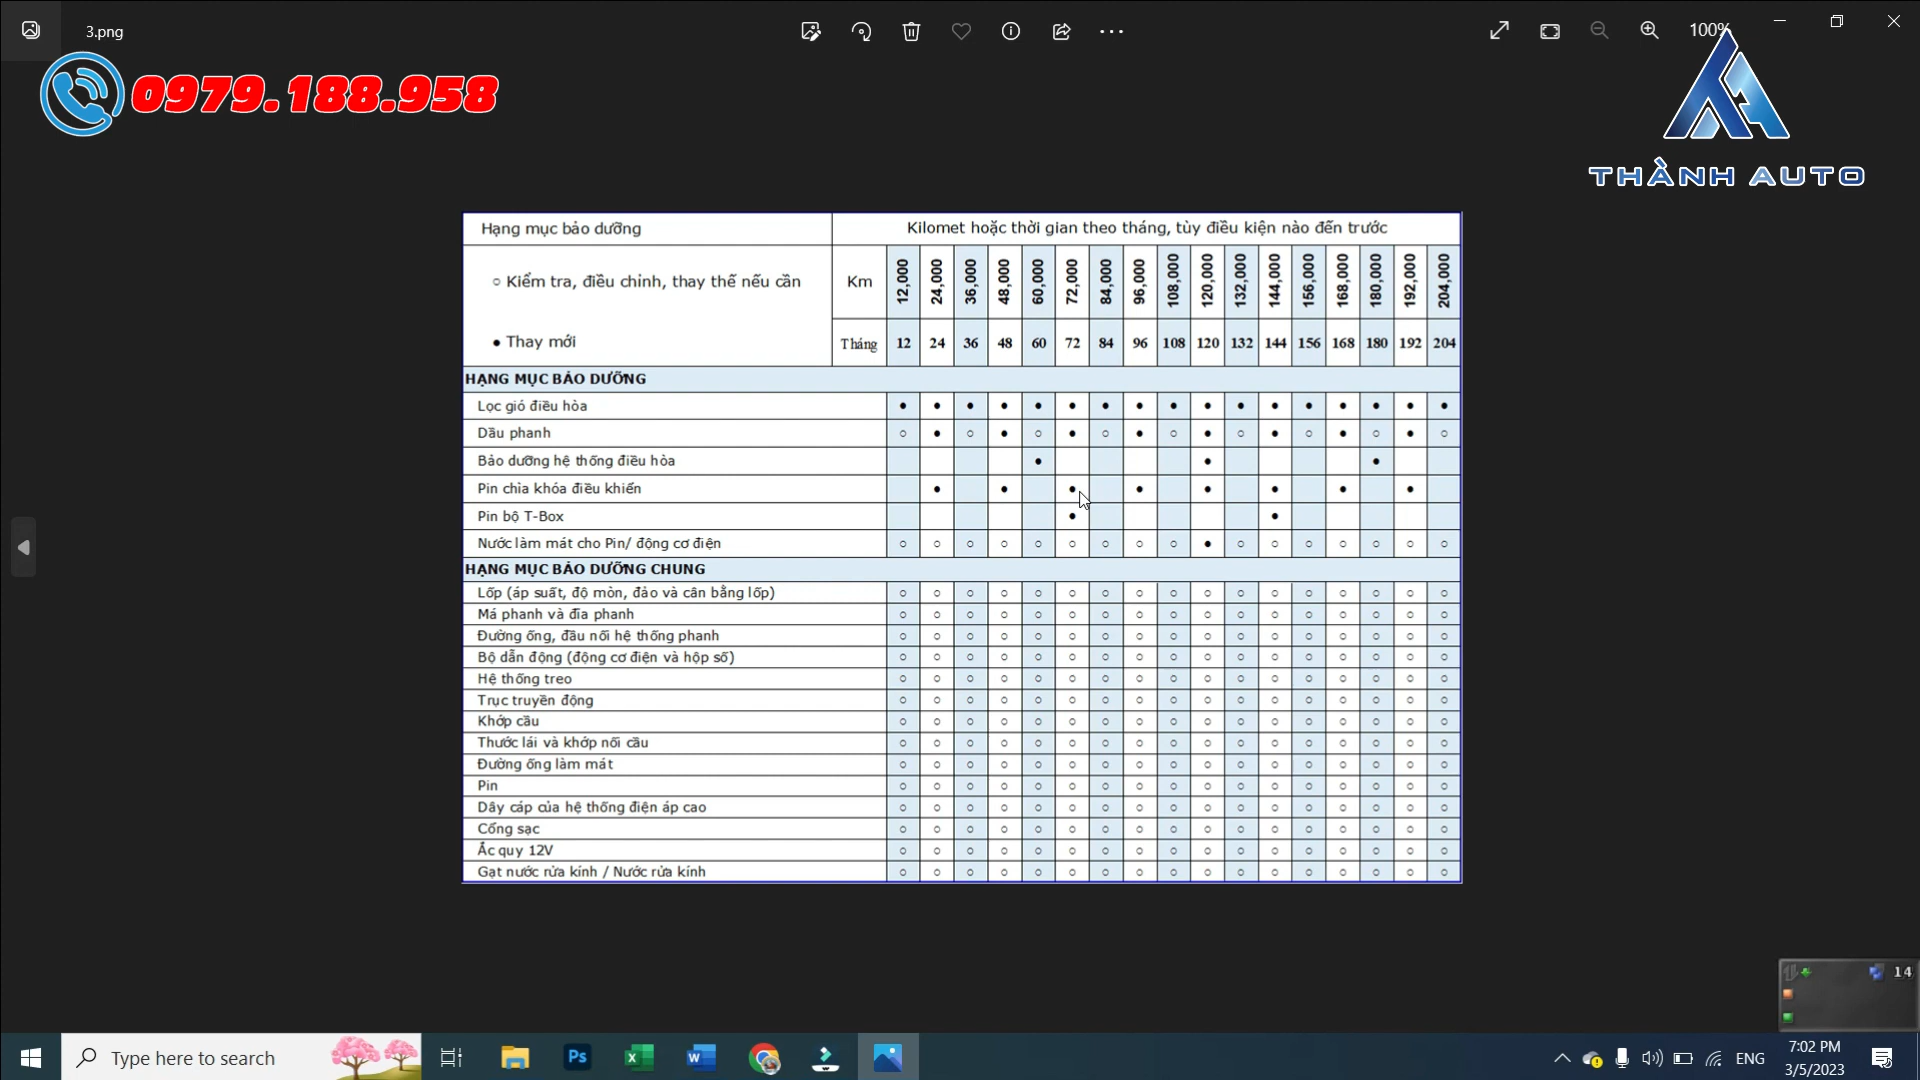 3.png
100%
0979.188.958
THÀNH AUTO
Hạng mục bảo dưỡng
Kilomet hoặc thời gian theo tháng, tùy điều kiện nào đến trước
○ Kiểm tra, điều chỉnh, thay thế nếu cần
● Thay mới
Km 12,000 24,000 36,000 48,000 60,000 72,000 84,000 96,000 108,000 120,000 132,000 144,000 156,000 168,000 180,000 192,000 204,000
Tháng 12 24 36 48 60 72 84 96 108 120 132 144 156 168 180 192 204
HẠNG MỤC BẢO DƯỠNG
Lọc gió điều hòa ● ● ● ● ● ● ● ● ● ● ● ● ● ● ● ● ●
Dầu phanh ○ ● ○ ● ○ ● ○ ● ○ ● ○ ● ○ ● ○ ● ○
Bảo dưỡng hệ thống điều hòa ● ● ●
Pin chìa khóa điều khiển ● ● ● ● ● ● ● ●
Pin bộ T-Box ● ●
Nước làm mát cho Pin/ động cơ điện ○ ○ ○ ○ ○ ○ ○ ○ ○ ● ○ ○ ○ ○ ○ ○ ○
HẠNG MỤC BẢO DƯỠNG CHUNG
Lốp (áp suất, độ mòn, đảo và cân bằng lốp) ○ ○ ○ ○ ○ ○ ○ ○ ○ ○ ○ ○ ○ ○ ○ ○ ○
Má phanh và đĩa phanh ○ ○ ○ ○ ○ ○ ○ ○ ○ ○ ○ ○ ○ ○ ○ ○ ○
Đường ống, đầu nối hệ thống phanh ○ ○ ○ ○ ○ ○ ○ ○ ○ ○ ○ ○ ○ ○ ○ ○ ○
Bộ dẫn động (động cơ điện và hộp số) ○ ○ ○ ○ ○ ○ ○ ○ ○ ○ ○ ○ ○ ○ ○ ○ ○
Hệ thống treo ○ ○ ○ ○ ○ ○ ○ ○ ○ ○ ○ ○ ○ ○ ○ ○ ○
Trục truyền động ○ ○ ○ ○ ○ ○ ○ ○ ○ ○ ○ ○ ○ ○ ○ ○ ○
Khớp cầu ○ ○ ○ ○ ○ ○ ○ ○ ○ ○ ○ ○ ○ ○ ○ ○ ○
Thước lái và khớp nối cầu ○ ○ ○ ○ ○ ○ ○ ○ ○ ○ ○ ○ ○ ○ ○ ○ ○
Đường ống làm mát ○ ○ ○ ○ ○ ○ ○ ○ ○ ○ ○ ○ ○ ○ ○ ○ ○
Pin ○ ○ ○ ○ ○ ○ ○ ○ ○ ○ ○ ○ ○ ○ ○ ○ ○
Dây cáp của hệ thống điện áp cao ○ ○ ○ ○ ○ ○ ○ ○ ○ ○ ○ ○ ○ ○ ○ ○ ○
Cổng sạc ○ ○ ○ ○ ○ ○ ○ ○ ○ ○ ○ ○ ○ ○ ○ ○ ○
Ắc quy 12V ○ ○ ○ ○ ○ ○ ○ ○ ○ ○ ○ ○ ○ ○ ○ ○ ○
Gạt nước rửa kính / Nước rửa kính ○ ○ ○ ○ ○ ○ ○ ○ ○ ○ ○ ○ ○ ○ ○ ○ ○
14
Type here to search
Ps
ENG
7:02 PM
3/5/2023